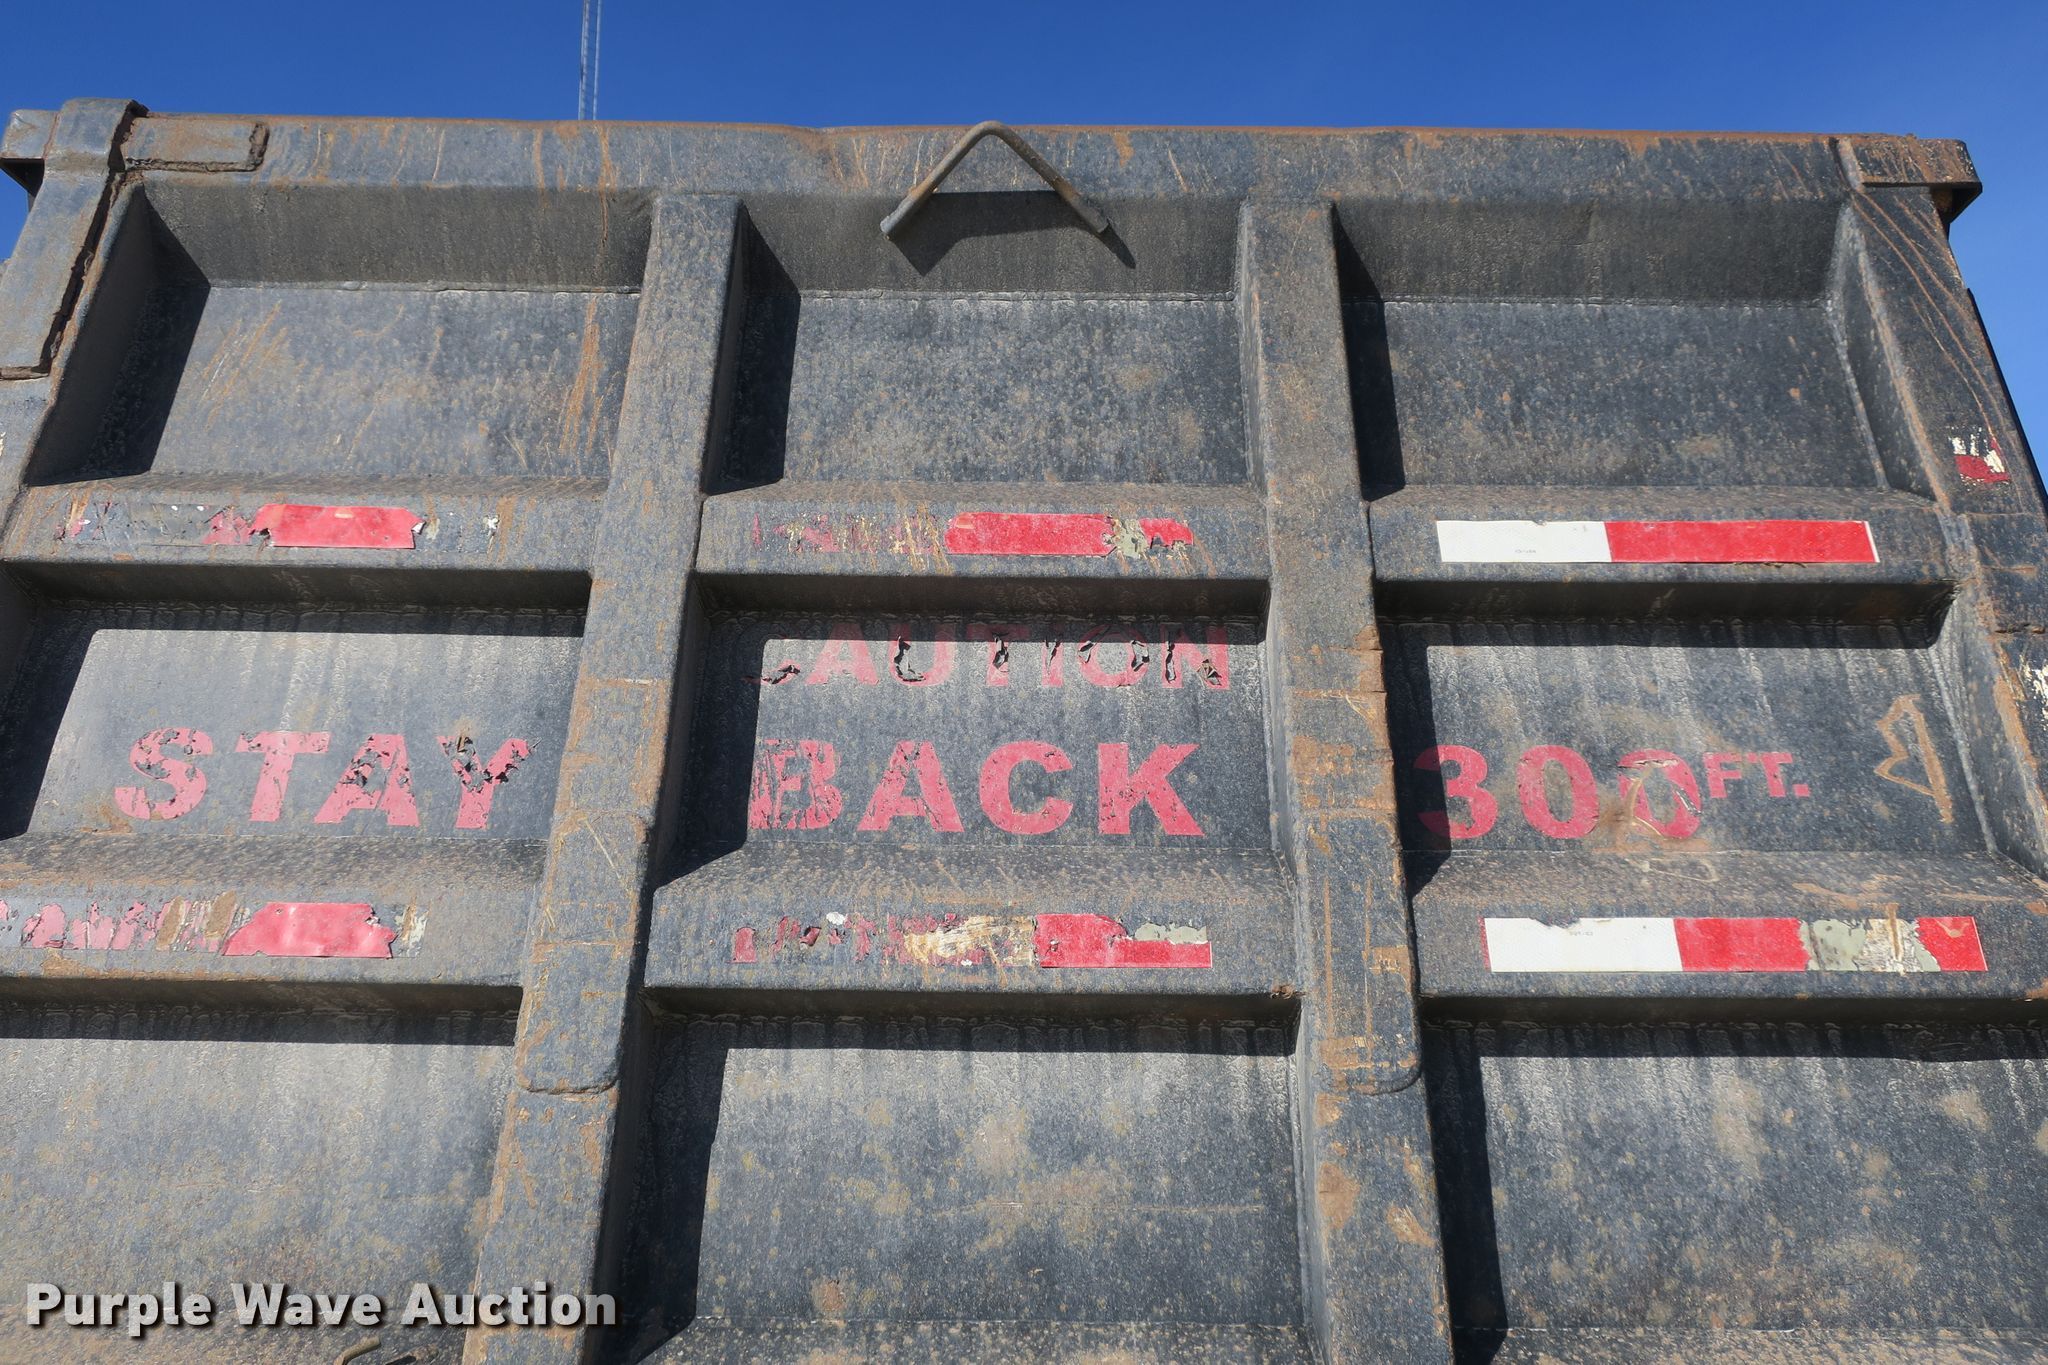 CAUTION
STAY BACK 300 FT.
Purple Wave Auction